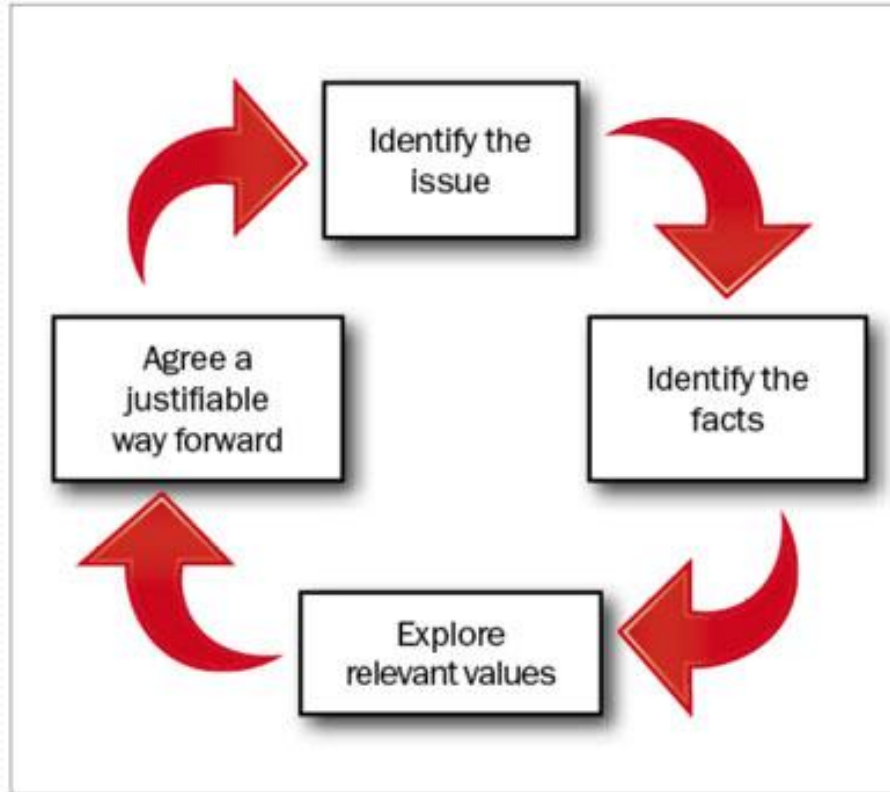 Identify the
issue
Identify the
facts
Explore
relevant values
Agree a
justifiable
way forward